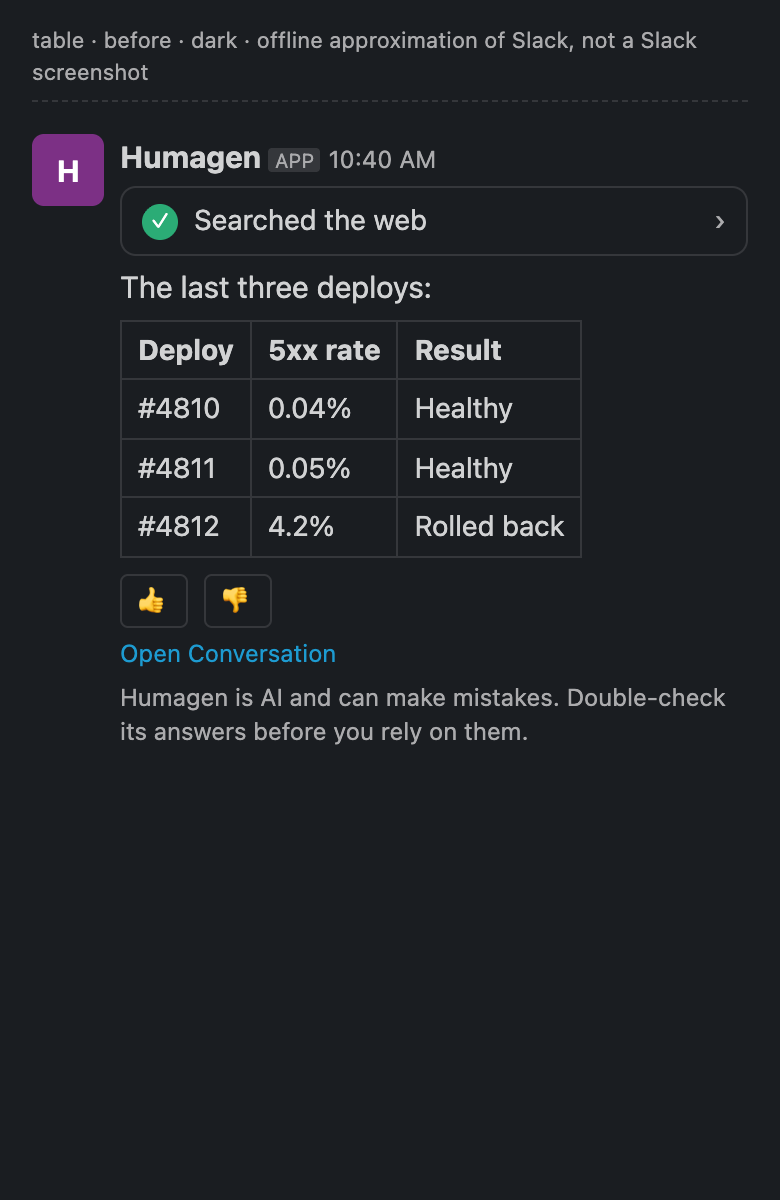 table · before · dark · offline approximation of Slack, not a Slack
screenshot
H
Humagen APP 10:40 AM
Searched the web ›
The last three deploys:
Deploy 5xx rate Result
#4810 0.04% Healthy
#4811 0.05% Healthy
#4812 4.2% Rolled back
Open Conversation
Humagen is AI and can make mistakes. Double-check
its answers before you rely on them.